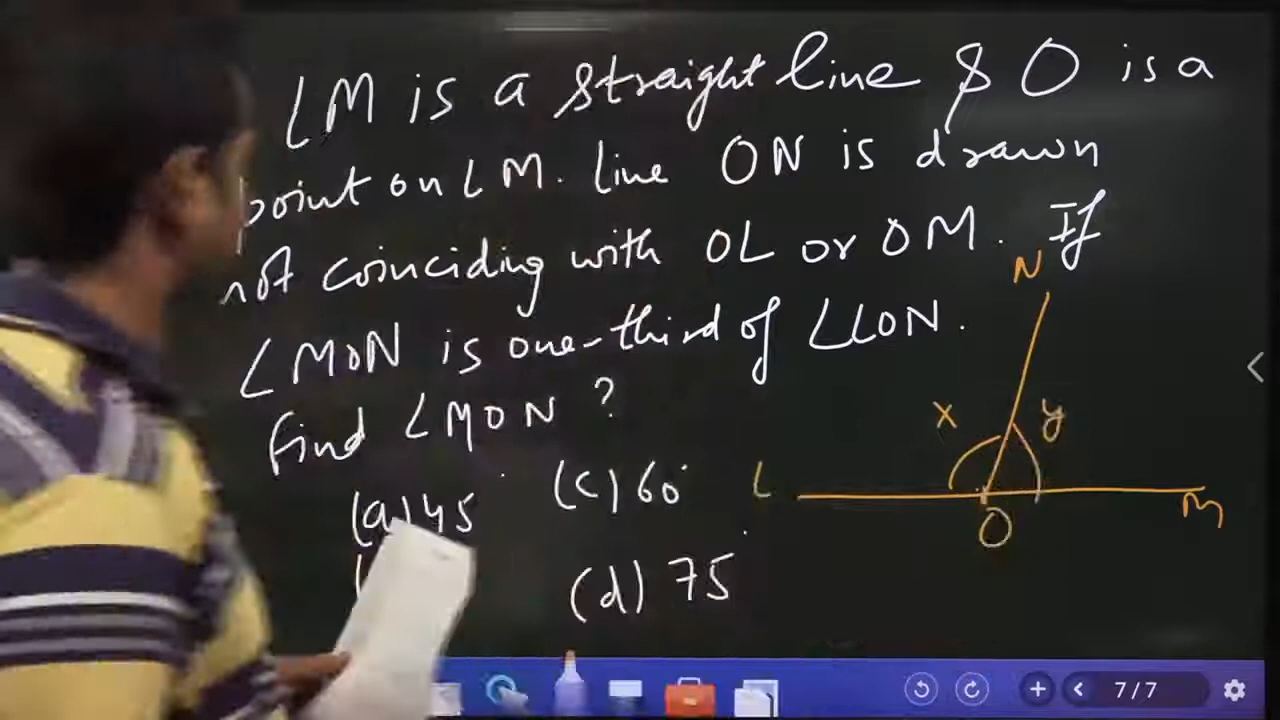 LM is a straight line & O is a
point on LM. line ON is drawn
not coinciding with OL or OM. If
∠MON is one-third of ∠LON.
find ∠MON ?
(a) 45° (c) 60°
(d) 75°
N
x y
L O M
7/7